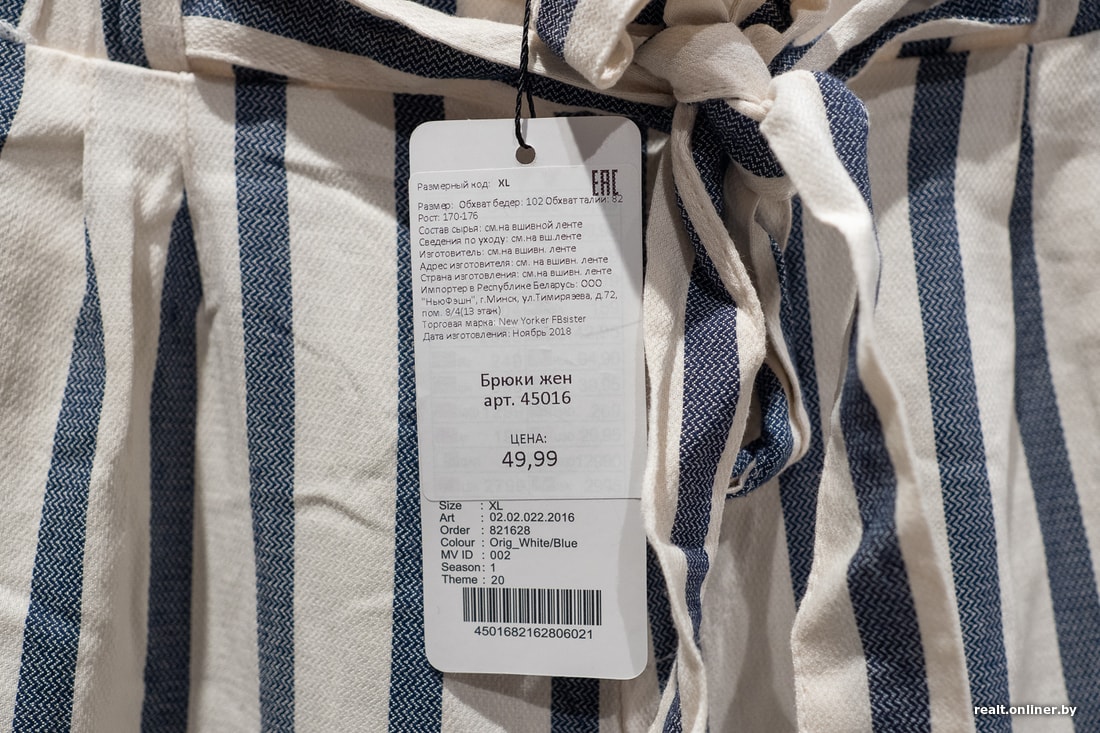 Размерный код: XL
EAC
Размер: Обхват бедер: 102 Обхват талии: 82
Рост: 170-176
Состав сырья: см.на вшивной ленте
Сведения по уходу: см.на вш.ленте
Изготовитель: см.на вшивн. ленте
Адрес изготовителя: см. на вшивн. ленте
Страна изготовления: см.на вшивн. ленте
Импортер в Республике Беларусь: ООО
"НьюФэшн", г.Минск, ул.Тимирязева, д.72,
пом. 8/4(13 этаж)
Торговая марка: New Yorker FBsister
Дата изготовления: Ноябрь 2018
Брюки жен
арт. 45016
ЦЕНА:
49,99
Size : XL
Art : 02.02.022.2016
Order : 821628
Colour : Orig_White/Blue
MV ID : 002
Season : 1
Theme : 20
4501682162806021
realt.onliner.by